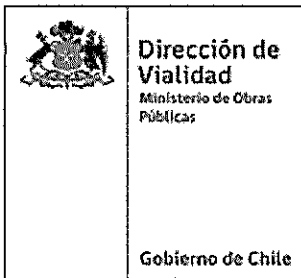 Dirección de
Vialidad
Ministerio de Obras
Públicas
Gobierno de Chile